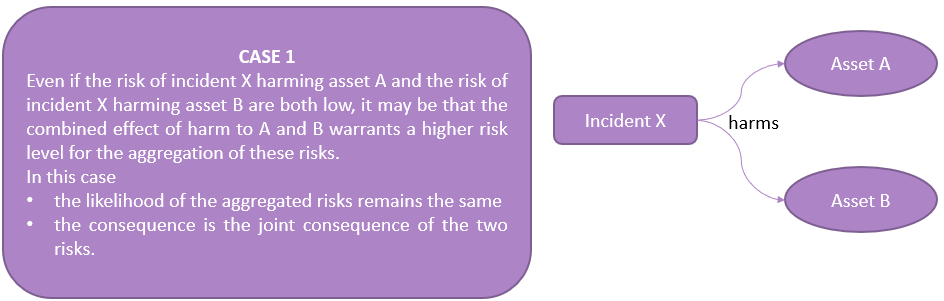 CASE 1
Even if the risk of incident X harming asset A and the risk of
incident X harming asset B are both low, it may be that the
combined effect of harm to A and B warrants a higher risk
level for the aggregation of these risks.
In this case
• the likelihood of the aggregated risks remains the same
• the consequence is the joint consequence of the two
risks.
Incident X
harms
Asset A
Asset B